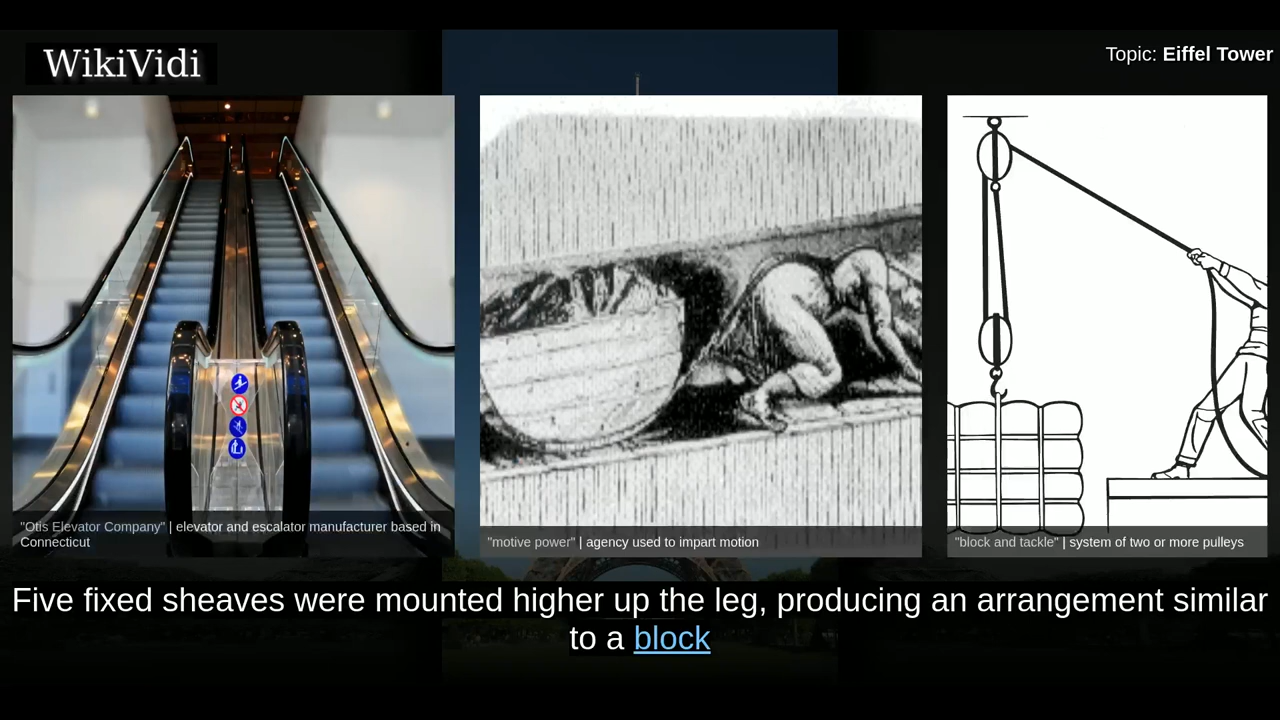 WikiVidi
Topic: Eiffel Tower
"Otis Elevator Company" | elevator and escalator manufacturer based in
Connecticut
"motive power" | agency used to impart motion
"block and tackle" | system of two or more pulleys
Five fixed sheaves were mounted higher up the leg, producing an arrangement similar
to a block